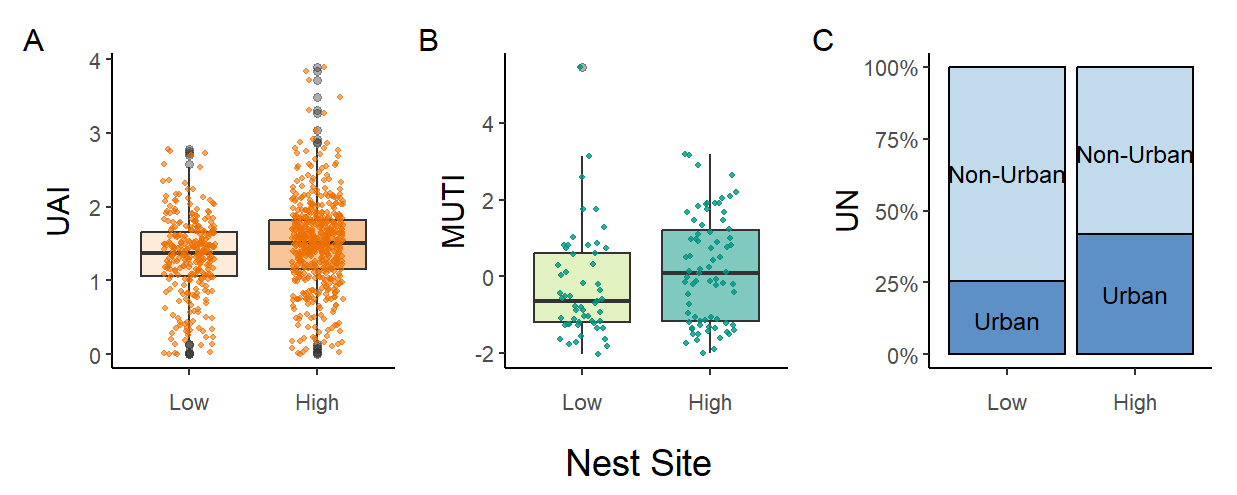 A
UAI
4
3
2
1
0
Low
High
B
MUTI
4
2
0
-2
Low
High
C
UN
100%
75%
50%
25%
0%
Non-Urban
Non-Urban
Urban
Urban
Low
High
Nest Site